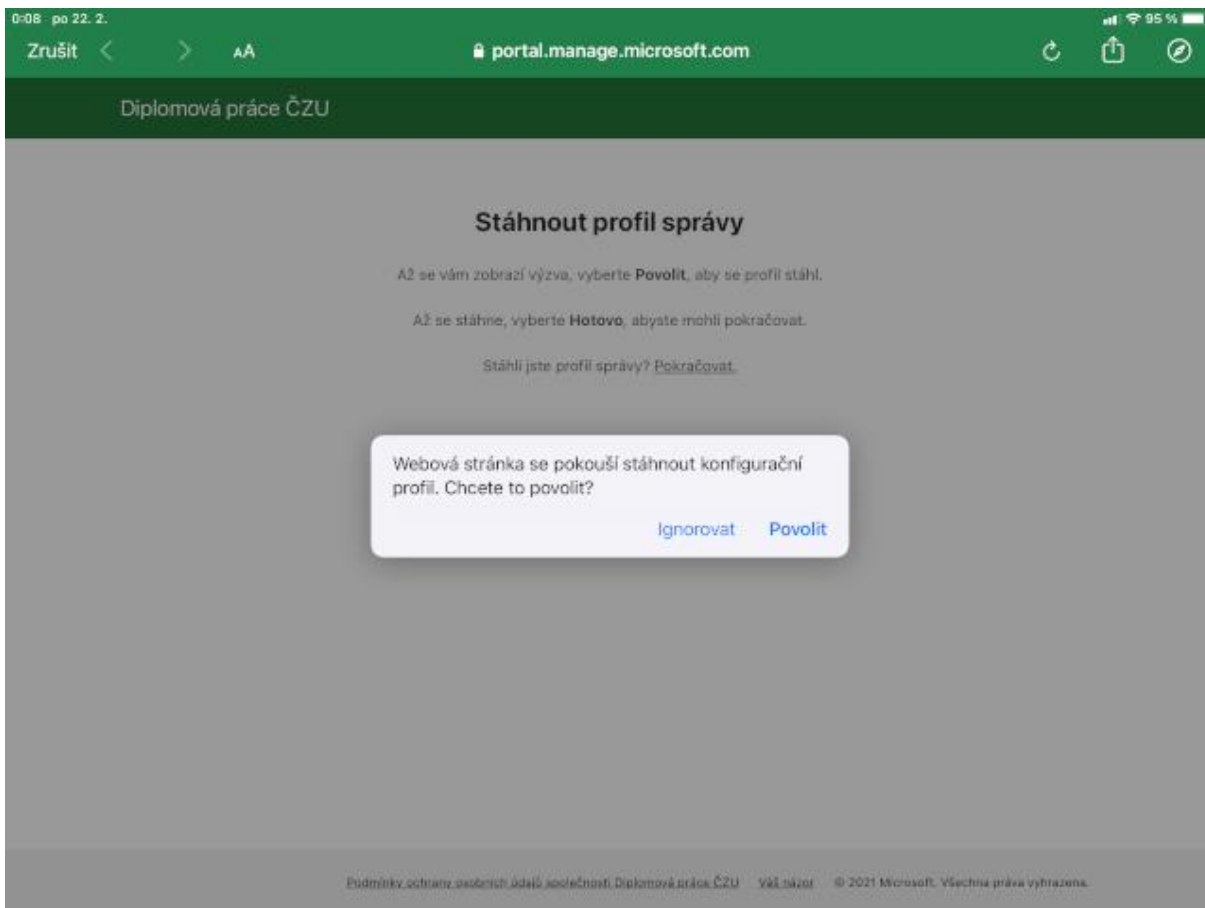 0:08 po 22. 2.
95 %
Zrušit
AA
portal.manage.microsoft.com
Diplomová práce ČZU
Stáhnout profil správy
Až se vám zobrazí výzva, vyberte Povolit, aby se profil stáhl.
Až se stáhne, vyberte Hotovo, abyste mohli pokračovat.
Stáhli jste profil správy? Pokračovat.
Webová stránka se pokouší stáhnout konfigurační
profil. Chcete to povolit?
Ignorovat Povolit
Podmínky ochrany osobních údajů společnosti Diplomová práce ČZU Váš názor © 2021 Microsoft. Všechna práva vyhrazena.